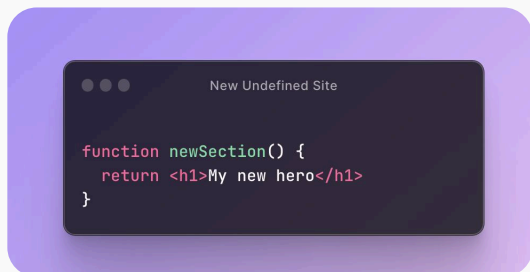 New Undefined Site
function newSection() {
  return <h1>My new hero</h1>
}